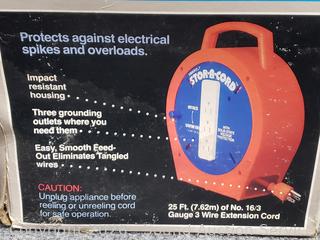 Protects against electrical
spikes and overloads.
STOR-A-CORD
Impact
resistant
housing
Three grounding
outlets where you
need them
Easy, Smooth Feed-
Out Eliminates Tangled
wires
CAUTION:
Unplug appliance before
reeling or unreeling cord
for safe operation.
25 Ft. (7.62m) of No. 16/3
Gauge 3 Wire Extension Cord